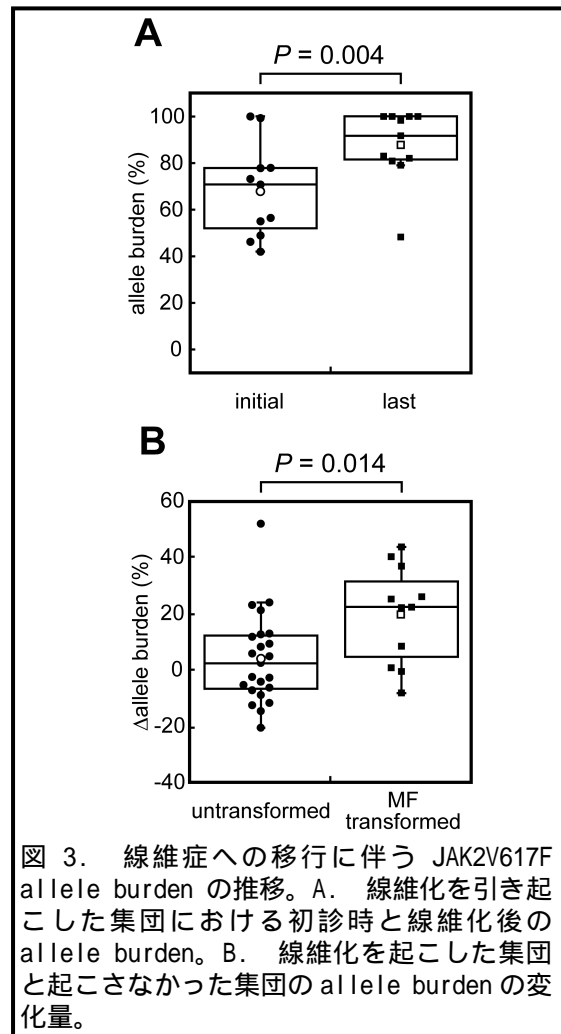 A
P = 0.004
100
80
60
40
20
0
allele burden (%)
initial last
B
P = 0.014
60
40
20
0
-20
-40
Δallele burden (%)
untransformed MF transformed
図 3. 線維症への移行に伴う JAK2V617F
allele burden の推移。A. 線維化を引き起
こした集団における初診時と線維化後の
allele burden。B. 線維化を起こした集団
と起こさなかった集団の allele burden の変
化量。